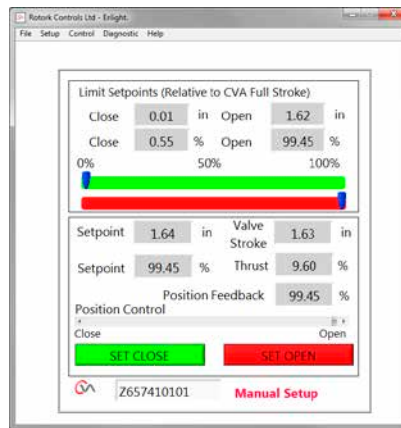 Rotork Controls Ltd - Enlight.
File Setup Control Diagnostic Help
Limit Setpoints (Relative to CVA Full Stroke)
Close 0.01 in Open 1.62 in
Close 0.55 % Open 99.45 %
0% 50% 100%
Setpoint 1.64 in Valve Stroke 1.63 in
Setpoint 99.45 % Thrust 9.60 %
Position Feedback 99.45 %
Position Control
Close Open
SET CLOSE SET OPEN
CVA Z657410101 Manual Setup